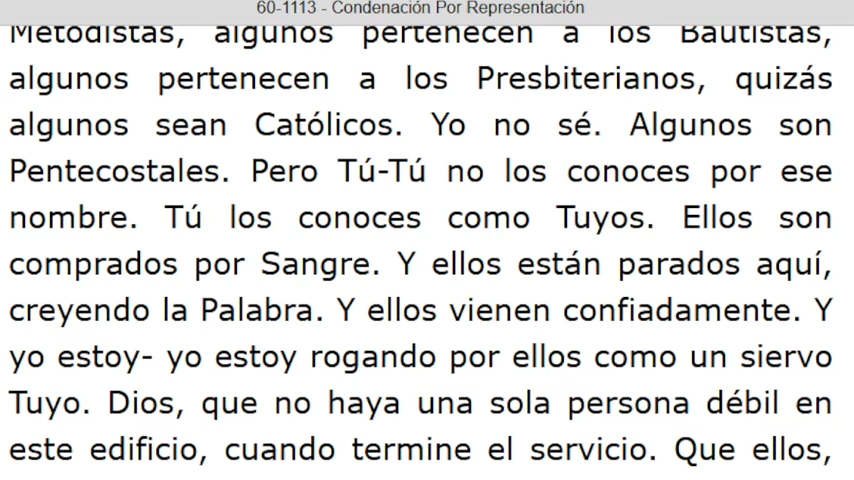 60-1113 - Condenación Por Representación
Metodistas, algunos pertenecen a los Bautistas,
algunos pertenecen a los Presbiterianos, quizás
algunos sean Católicos. Yo no sé. Algunos son
Pentecostales. Pero Tú-Tú no los conoces por ese
nombre. Tú los conoces como Tuyos. Ellos son
comprados por Sangre. Y ellos están parados aquí,
creyendo la Palabra. Y ellos vienen confiadamente. Y
yo estoy- yo estoy rogando por ellos como un siervo
Tuyo. Dios, que no haya una sola persona débil en
este edificio, cuando termine el servicio. Que ellos,